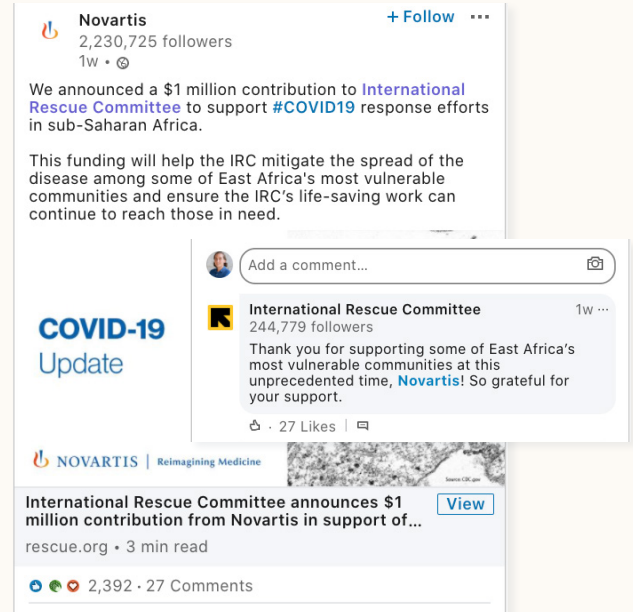 Novartis
+ Follow
2,230,725 followers
1w •
We announced a $1 million contribution to International
Rescue Committee to support #COVID19 response efforts
in sub-Saharan Africa.
This funding will help the IRC mitigate the spread of the
disease among some of East Africa's most vulnerable
communities and ensure the IRC's life-saving work can
continue to reach those in need.
Add a comment...
International Rescue Committee
1w
244,779 followers
Thank you for supporting some of East Africa's
most vulnerable communities at this
unprecedented time, Novartis! So grateful for
your support.
27 Likes
COVID-19
Update
NOVARTIS | Reimagining Medicine
Source: CDC.gov
International Rescue Committee announces $1
million contribution from Novartis in support of...
View
rescue.org • 3 min read
2,392 · 27 Comments